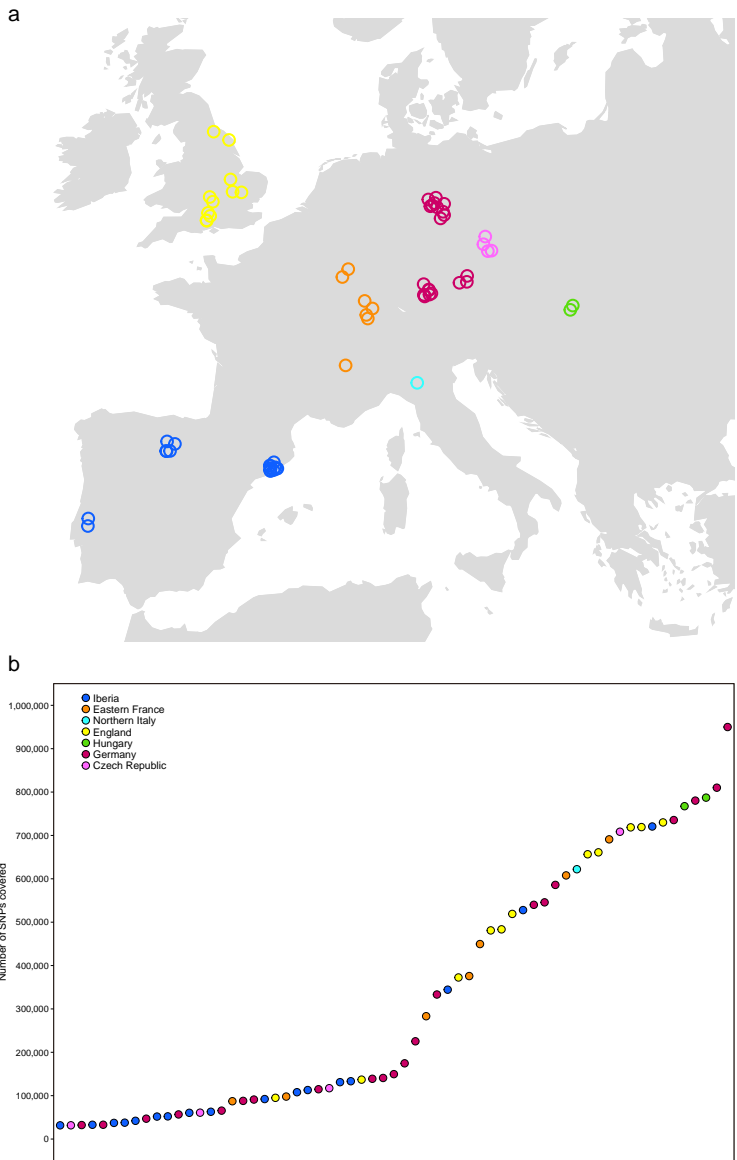 a
b
1,000,000
900,000
800,000
700,000
600,000
500,000
400,000
300,000
200,000
100,000
0
Number of SNPs covered
Iberia
Eastern France
Northern Italy
England
Hungary
Germany
Czech Republic